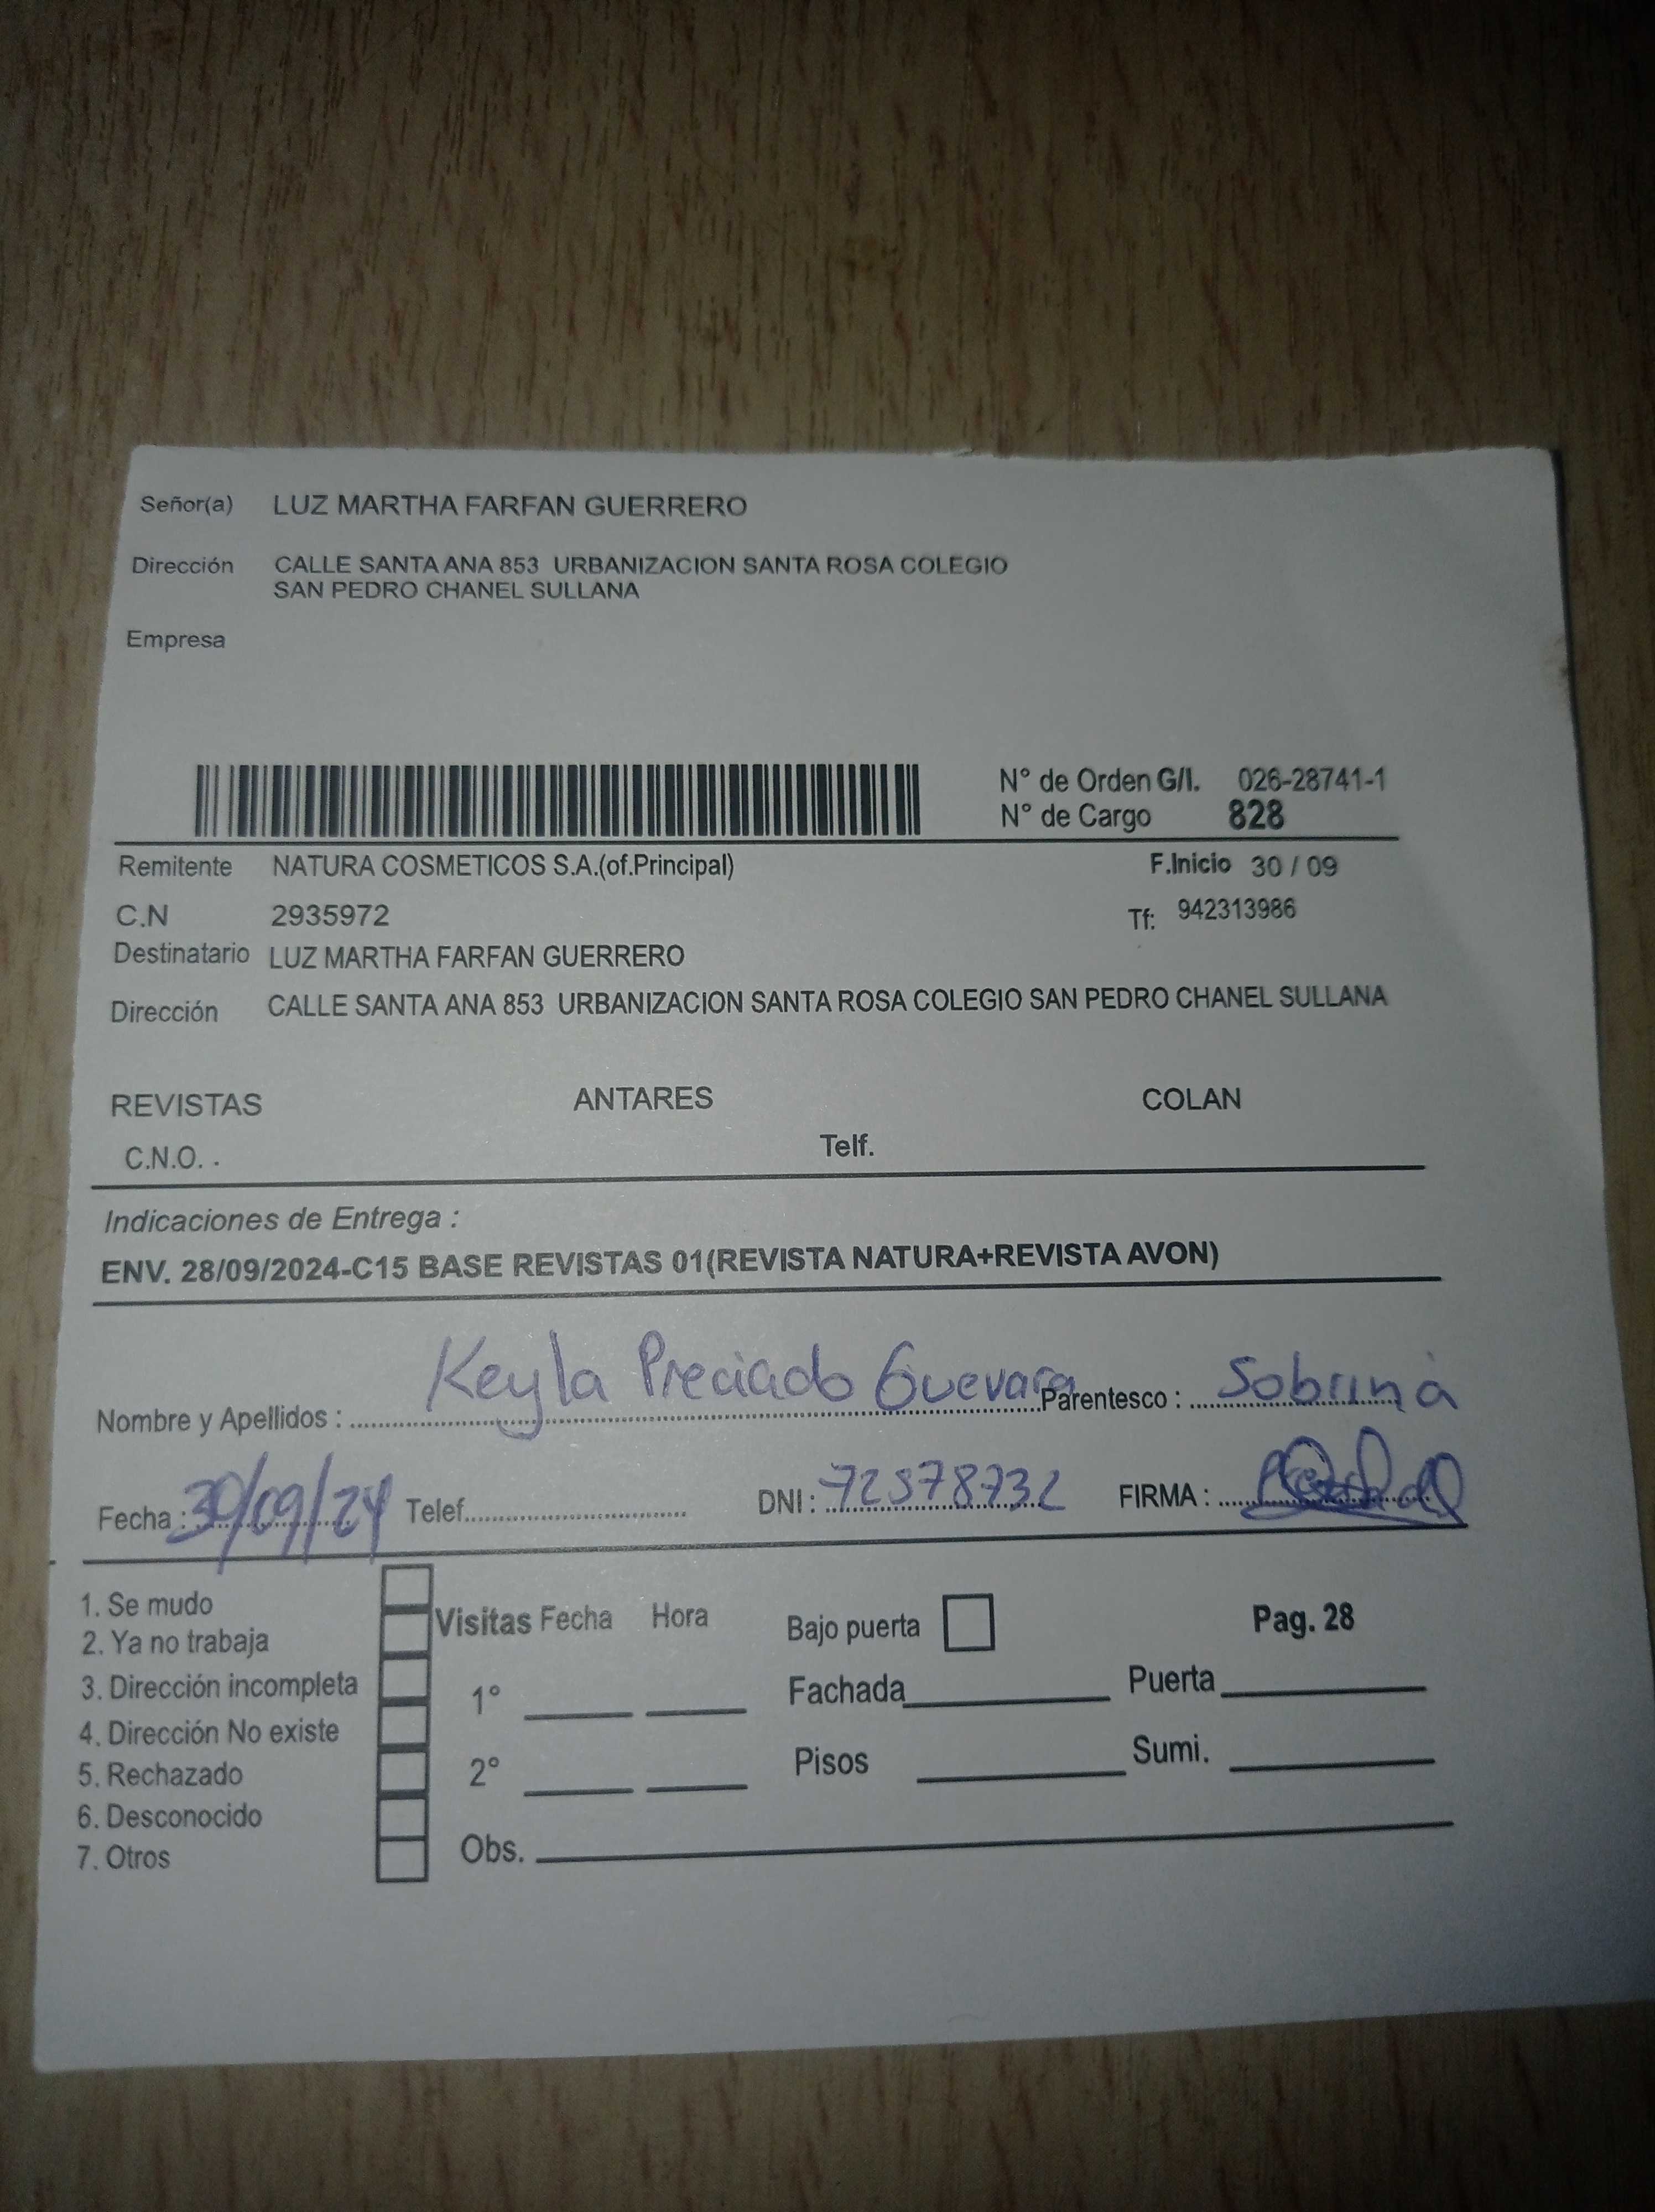 Señor(a) LUZ MARTHA FARFAN GUERRERO
Dirección CALLE SANTA ANA 853 URBANIZACION SANTA ROSA COLEGIO
SAN PEDRO CHANEL SULLANA
Empresa
N° de Orden G/I. 026-28741-1
N° de Cargo 828
Remitente NATURA COSMETICOS S.A.(of.Principal) F.Inicio 30 / 09
C.N 2935972 Tf: 942313986
Destinatario LUZ MARTHA FARFAN GUERRERO
Dirección CALLE SANTA ANA 853 URBANIZACION SANTA ROSA COLEGIO SAN PEDRO CHANEL SULLANA
REVISTAS ANTARES COLAN
C.N.O. . Telf.
Indicaciones de Entrega :
ENV. 28/09/2024-C15 BASE REVISTAS 01(REVISTA NATURA+REVISTA AVON)
Nombre y Apellidos : Keyla Preciado Guevara Parentesco : Sobrina
Fecha : 30/09/24 Telef. DNI : 72578732 FIRMA :
1. Se mudo
2. Ya no trabaja
3. Dirección incompleta
4. Dirección No existe
5. Rechazado
6. Desconocido
7. Otros
Visitas Fecha Hora
1°
2°
Obs.
Bajo puerta Pag. 28
Fachada Puerta
Pisos Sumi.